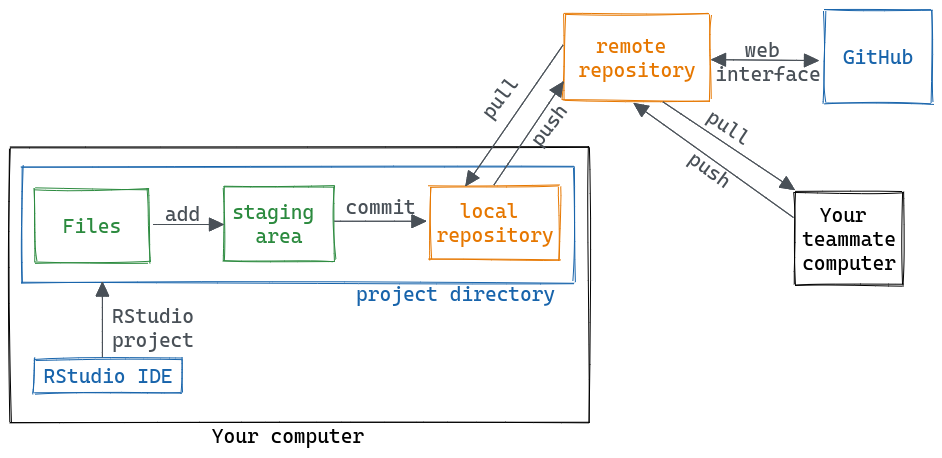 remote
repository
web
interface
GitHub
pull
push
pull
push
Files
add
staging
area
commit
local
repository
Your
teammate
computer
project directory
RStudio
project
RStudio IDE
Your computer